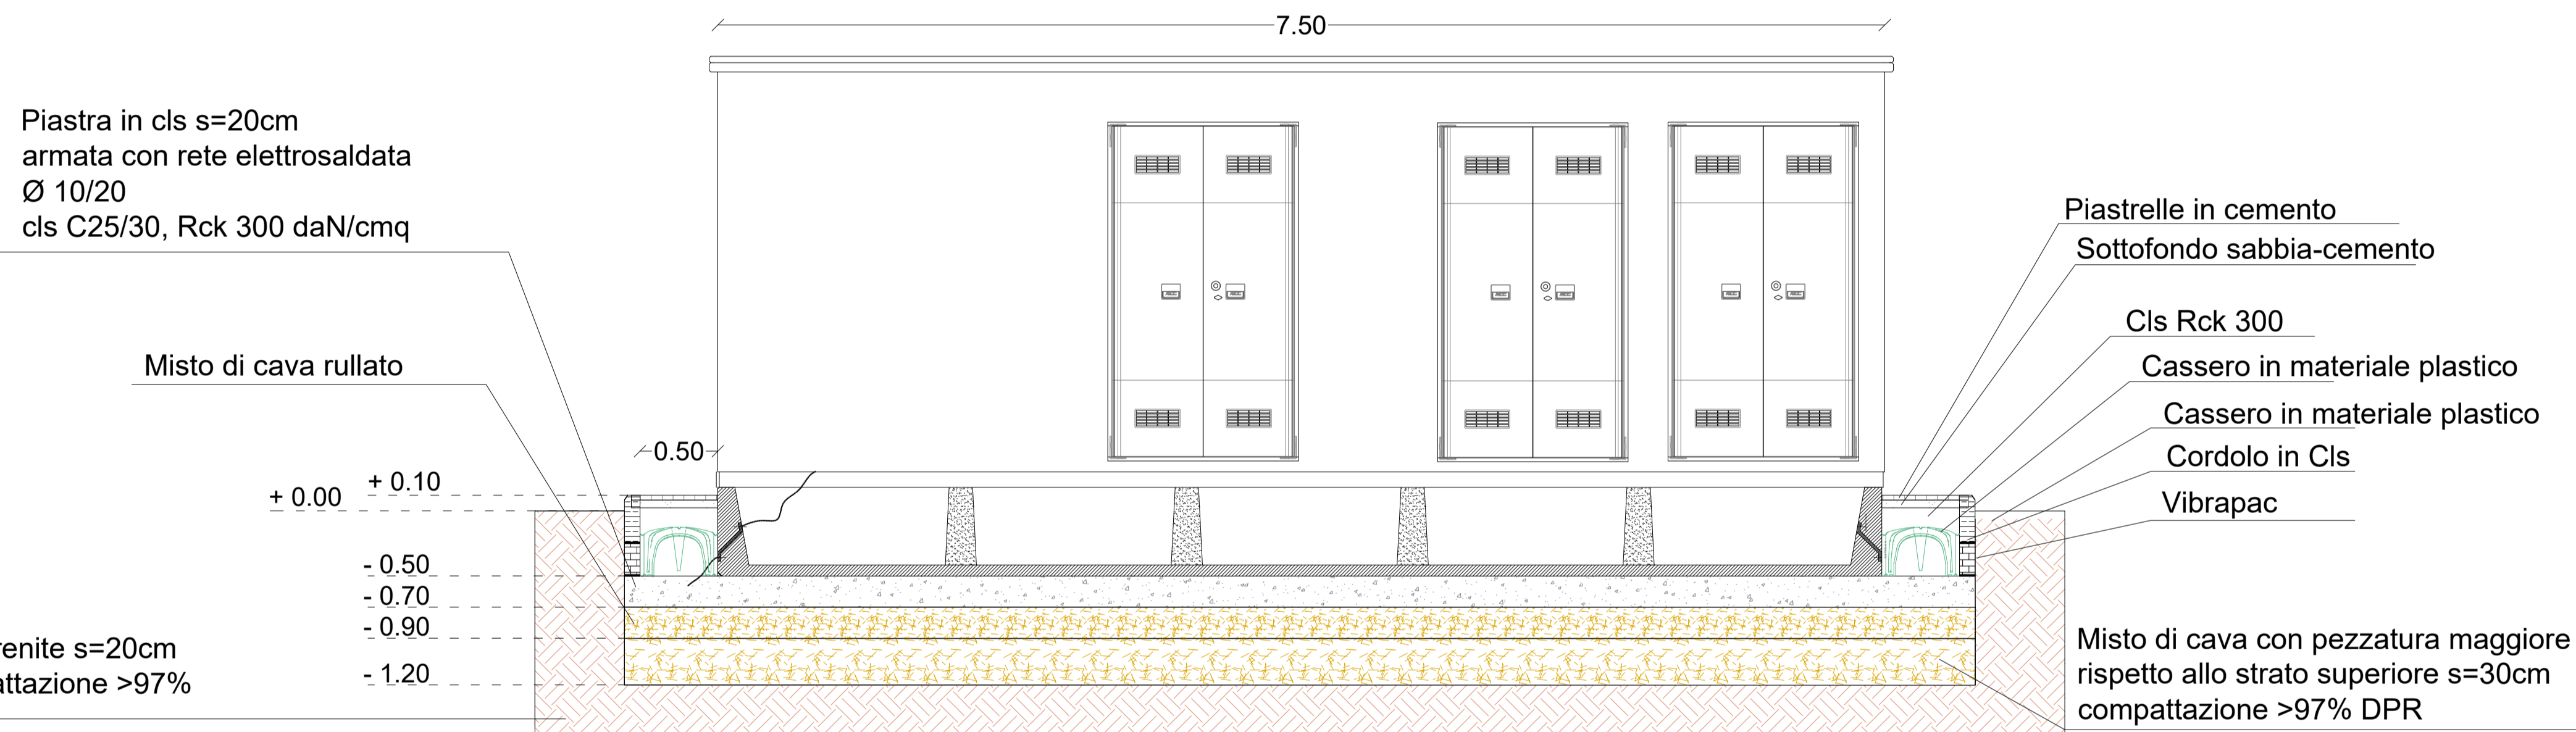 7.50
Piastra in cls s=20cm
armata con rete elettrosaldata
Ø 10/20
cls C25/30, Rck 300 daN/cmq
Misto di cava rullato
0.50
+ 0.10
+ 0.00
- 0.50
- 0.70
- 0.90
- 1.20
renite s=20cm
attazione >97%
Piastrelle in cemento
Sottofondo sabbia-cemento
Cls Rck 300
Cassero in materiale plastico
Cassero in materiale plastico
Cordolo in Cls
Vibrapac
Misto di cava con pezzatura maggiore
rispetto allo strato superiore s=30cm
compattazione >97% DPR